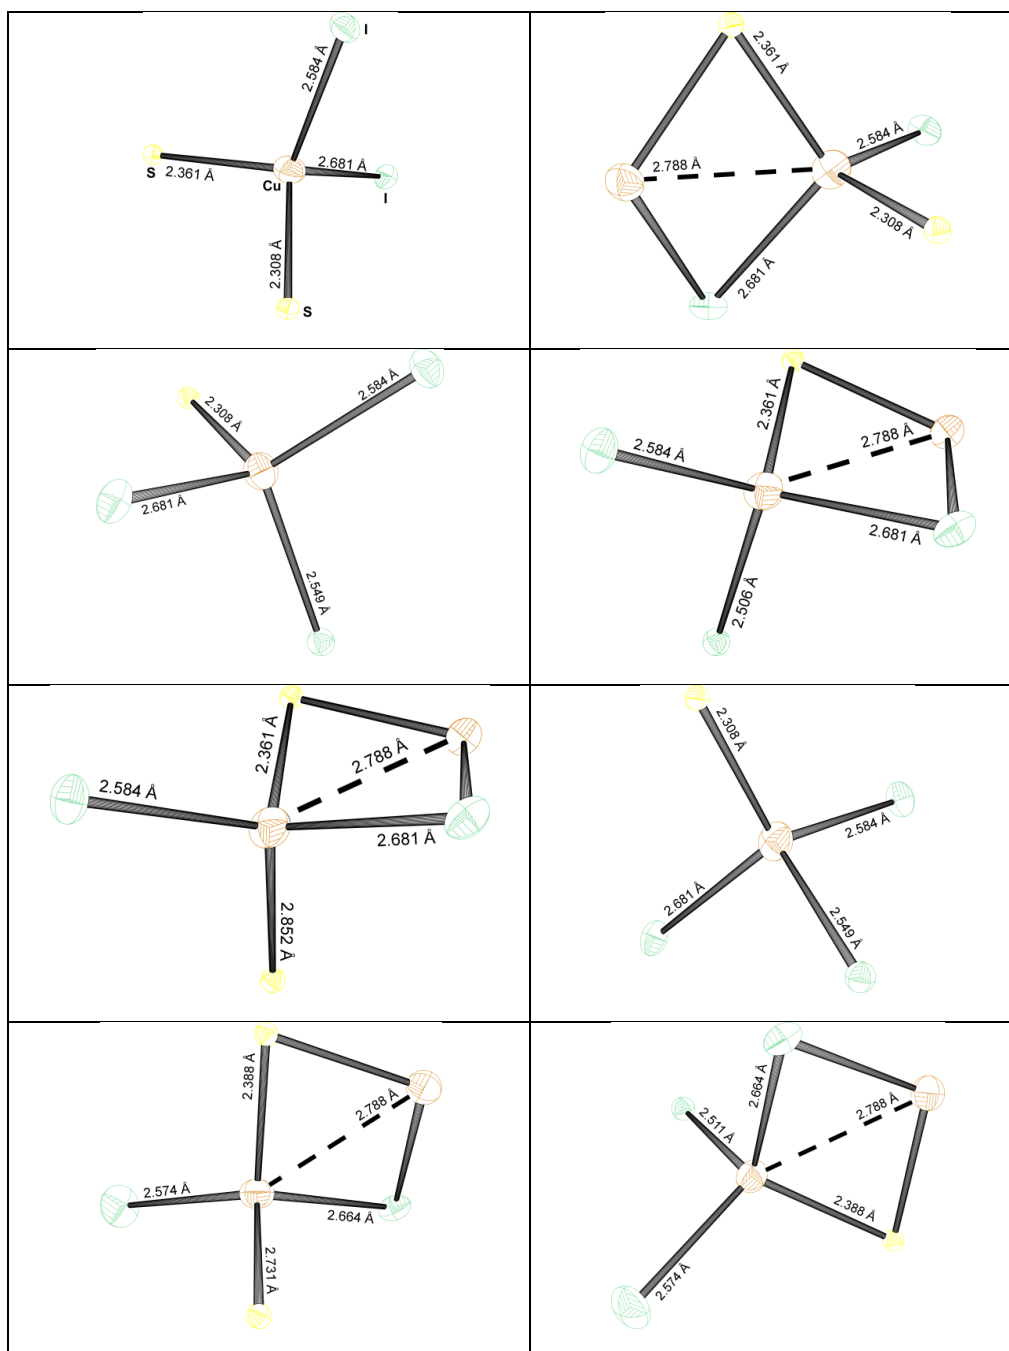 I
2.584 Å
S
2.361 Å
Cu
2.681 Å
I
2.308 Å
S
2.361 Å
2.788 Å
2.584 Å
2.308 Å
2.681 Å
2.584 Å
2.308 Å
2.681 Å
2.549 Å
2.361 Å
2.788 Å
2.584 Å
2.681 Å
2.506 Å
2.361 Å
2.788 Å
2.584 Å
2.681 Å
2.852 Å
2.308 Å
2.584 Å
2.681 Å
2.549 Å
2.388 Å
2.788 Å
2.574 Å
2.664 Å
2.731 Å
2.664 Å
2.788 Å
2.511 Å
2.388 Å
2.574 Å